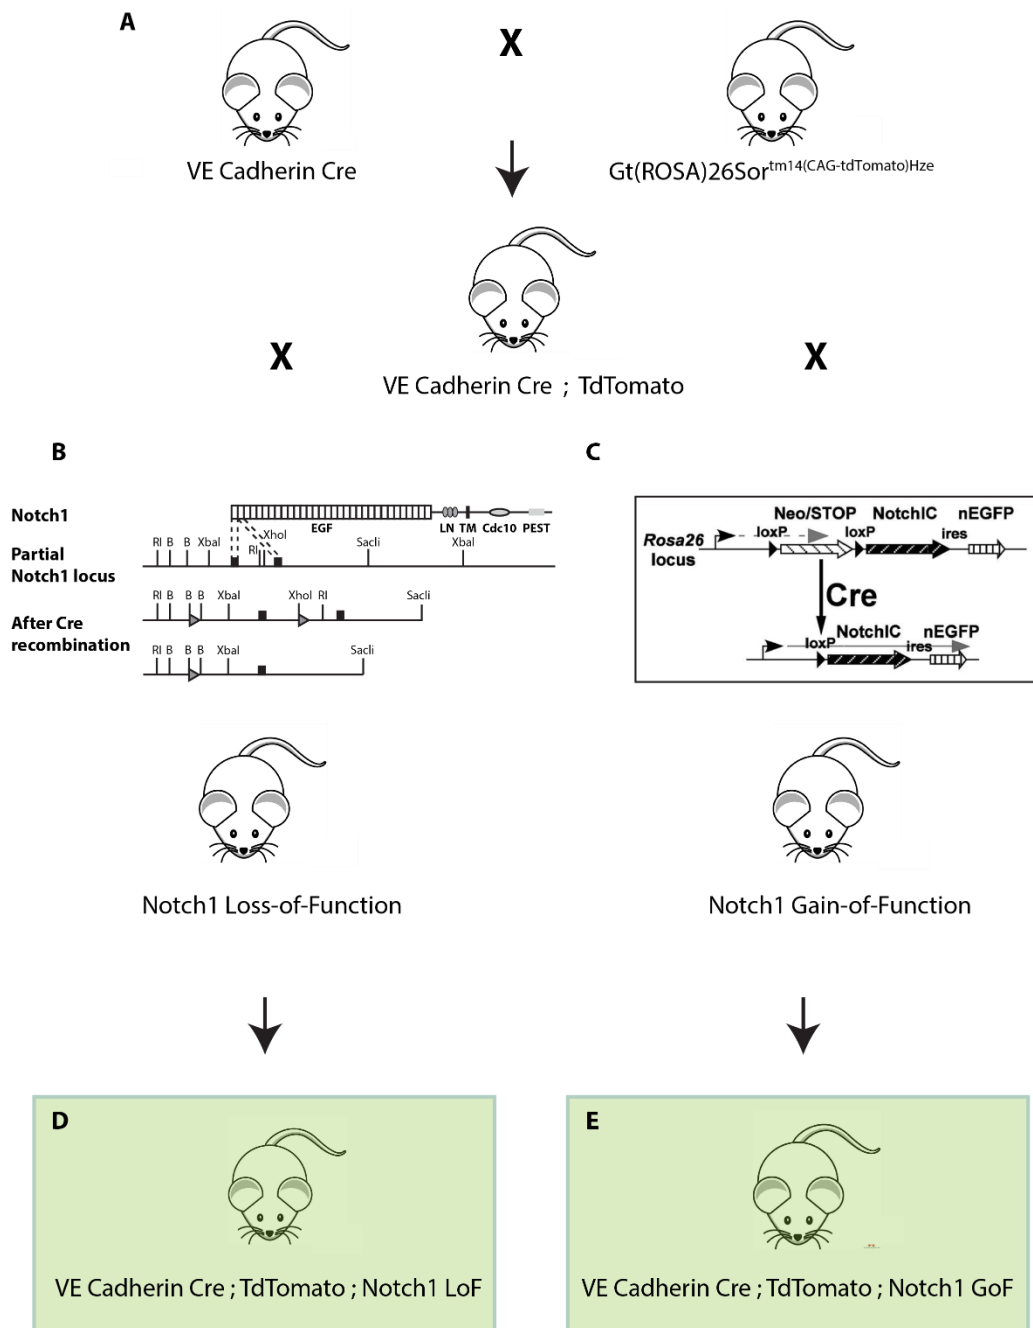 A
X
VE Cadherin Cre
Gt(ROSA)26Sor^tm14(CAG-tdTomato)Hze
X
X
VE Cadherin Cre ; TdTomato
B
Notch1
EGF
LN TM Cdc10 PEST
Partial
Notch1 locus
RI B B XbaI RI XhoI SacIi XbaI
After Cre
recombination
RI B B B XbaI XhoI RI SacIi
RI B B B XbaI SacIi
C
Neo/STOP NotchIC nEGFP
loxP loxP ires
Rosa26
locus
Cre
NotchIC nEGFP
loxP ires
Notch1 Loss-of-Function
Notch1 Gain-of-Function
D
VE Cadherin Cre ; TdTomato ; Notch1 LoF
E
VE Cadherin Cre ; TdTomato ; Notch1 GoF